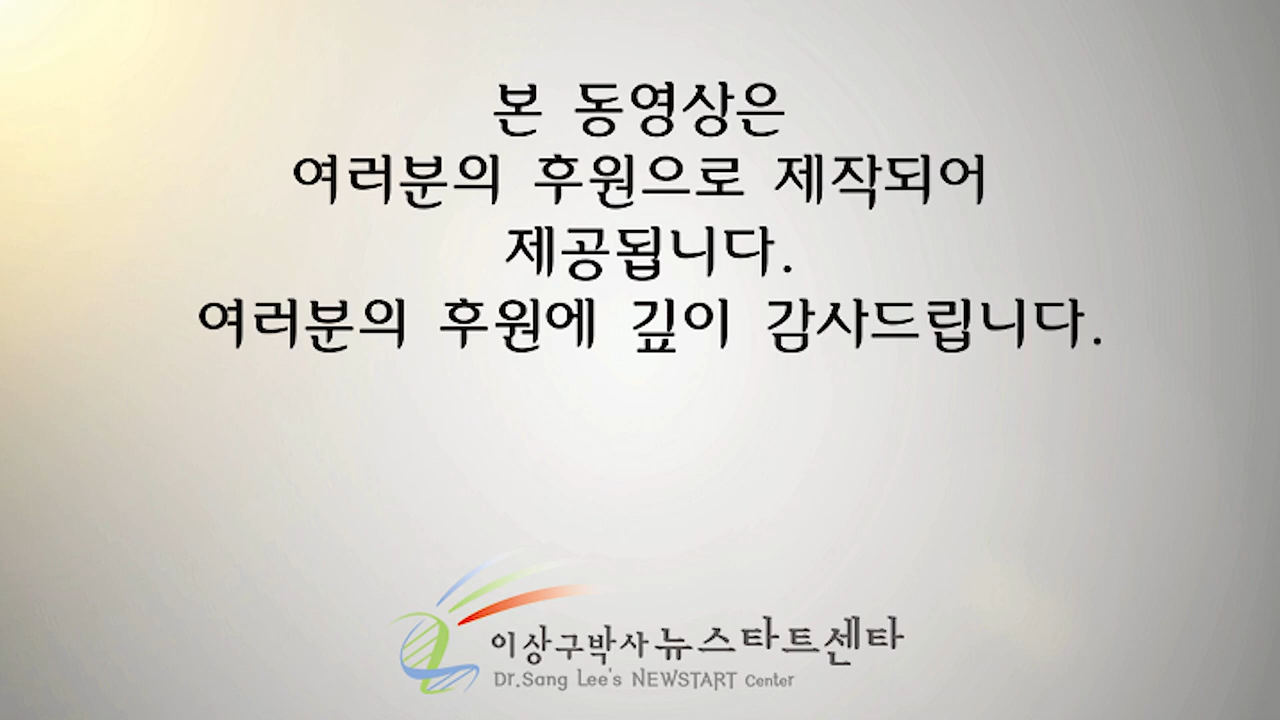 본 동영상은
여러분의 후원으로 제작되어
제공됩니다.
여러분의 후원에 깊이 감사드립니다.
이상구박사 뉴스타트센타
Dr.Sang Lee's NEWSTART Center